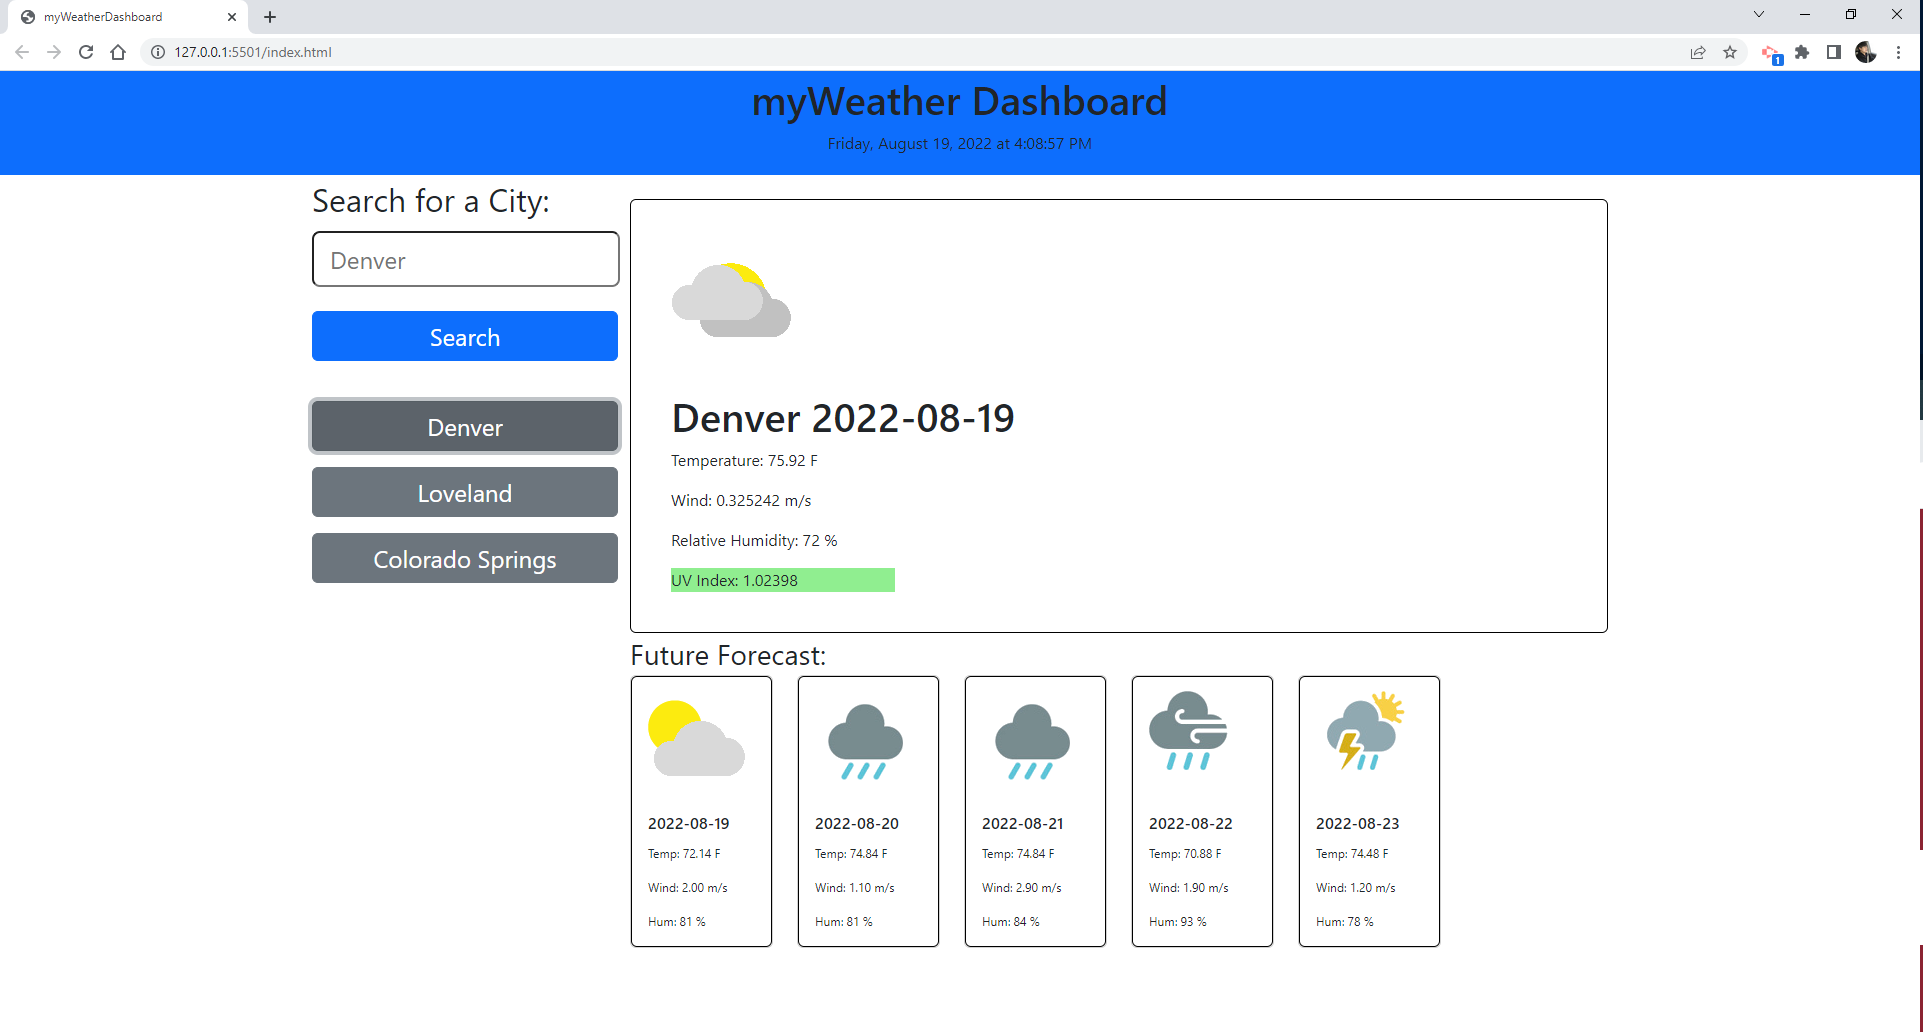 myWeatherDashboard
127.0.0.1:5501/index.html
1
myWeather Dashboard
Friday, August 19, 2022 at 4:08:57 PM
Search for a City:
Denver
Search
Denver
Loveland
Colorado Springs
Denver 2022-08-19
Temperature: 75.92 F
Wind: 0.325242 m/s
Relative Humidity: 72 %
UV Index: 1.02398
Future Forecast:
2022-08-19
Temp: 72.14 F
Wind: 2.00 m/s
Hum: 81 %
2022-08-20
Temp: 74.84 F
Wind: 1.10 m/s
Hum: 81 %
2022-08-21
Temp: 74.84 F
Wind: 2.90 m/s
Hum: 84 %
2022-08-22
Temp: 70.88 F
Wind: 1.90 m/s
Hum: 93 %
2022-08-23
Temp: 74.48 F
Wind: 1.20 m/s
Hum: 78 %